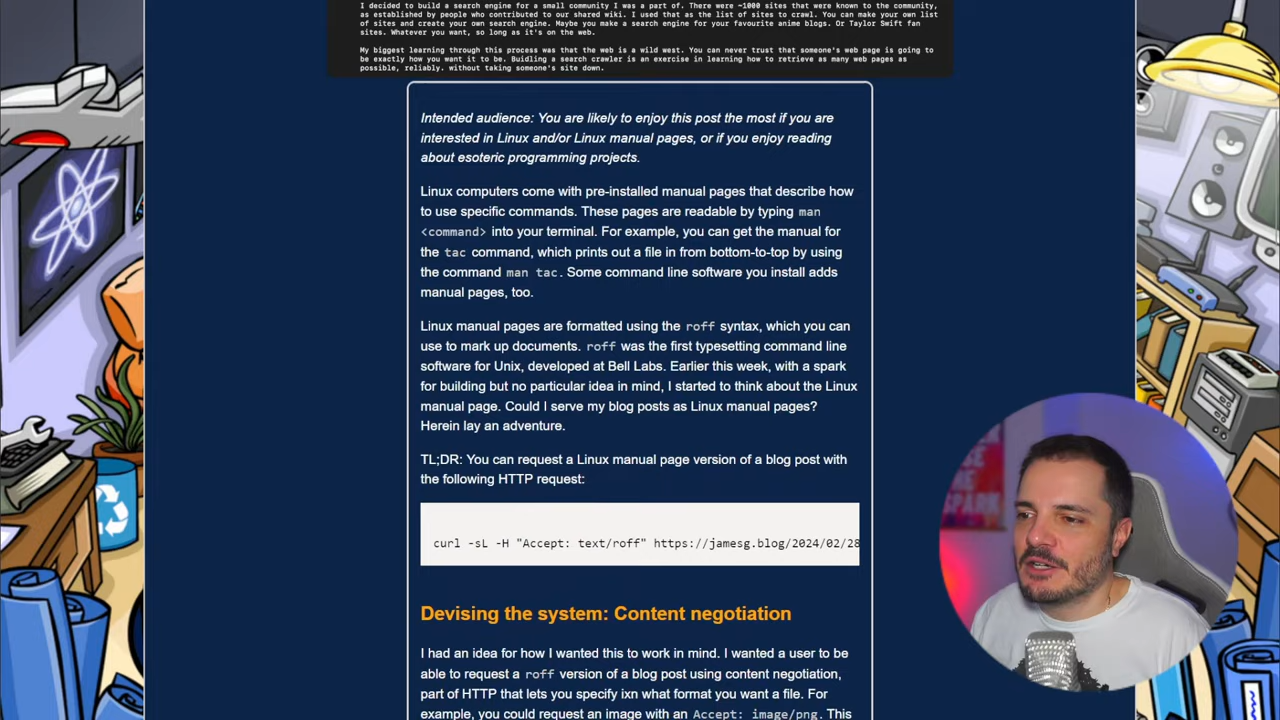 I decided to build a search engine for a small community I was a part of. There were ~1000 sites that were known to the community,
as established by people who contributed to our shared wiki. I used that as the list of sites to crawl. You can make your own list
of sites and create your own search engine. Maybe you make a search engine for your favourite anime blogs. Or Taylor Swift fan
sites. Whatever you want, so long as it's on the web.
My biggest learning through this process was that the web is a wild west. You can never trust that someone's web page is going to
be exactly how you want it to be. Buidling a search crawler is an exercise in learning how to retrieve as many web pages as
possible, reliably. without taking someone's site down.
Intended audience: You are likely to enjoy this post the most if you are
interested in Linux and/or Linux manual pages, or if you enjoy reading
about esoteric programming projects.
Linux computers come with pre-installed manual pages that describe how
to use specific commands. These pages are readable by typing man
<command> into your terminal. For example, you can get the manual for
the tac command, which prints out a file in from bottom-to-top by using
the command man tac. Some command line software you install adds
manual pages, too.
Linux manual pages are formatted using the roff syntax, which you can
use to mark up documents. roff was the first typesetting command line
software for Unix, developed at Bell Labs. Earlier this week, with a spark
for building but no particular idea in mind, I started to think about the Linux
manual page. Could I serve my blog posts as Linux manual pages?
Herein lay an adventure.
TL;DR: You can request a Linux manual page version of a blog post with
the following HTTP request:
curl -sL -H "Accept: text/roff" https://jamesg.blog/2024/02/28
Devising the system: Content negotiation
I had an idea for how I wanted this to work in mind. I wanted a user to be
able to request a roff version of a blog post using content negotiation,
part of HTTP that lets you specify ixn what format you want a file. For
example, you could request an image with an Accept: image/png. This